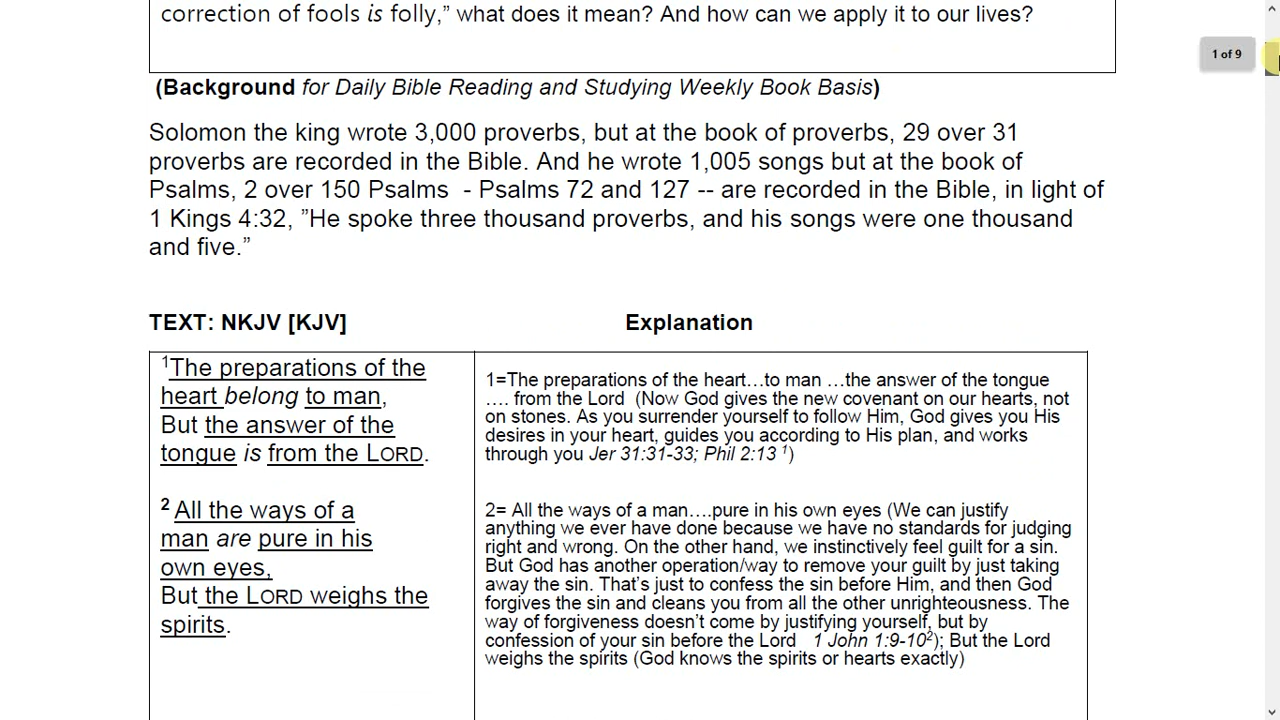 correction of fools is folly,” what does it mean? And how can we apply it to our lives?
1 of 9
(Background for Daily Bible Reading and Studying Weekly Book Basis)
Solomon the king wrote 3,000 proverbs, but at the book of proverbs, 29 over 31
proverbs are recorded in the Bible. And he wrote 1,005 songs but at the book of
Psalms, 2 over 150 Psalms - Psalms 72 and 127 -- are recorded in the Bible, in light of
1 Kings 4:32, ”He spoke three thousand proverbs, and his songs were one thousand
and five.”
TEXT: NKJV [KJV] Explanation
1The preparations of the
heart belong to man,
But the answer of the
tongue is from the LORD.
2 All the ways of a
man are pure in his
own eyes,
But the LORD weighs the
spirits.
1=The preparations of the heart…to man …the answer of the tongue
…. from the Lord (Now God gives the new covenant on our hearts, not
on stones. As you surrender yourself to follow Him, God gives you His
desires in your heart, guides you according to His plan, and works
through you Jer 31:31-33; Phil 2:13 1)
2= All the ways of a man….pure in his own eyes (We can justify
anything we ever have done because we have no standards for judging
right and wrong. On the other hand, we instinctively feel guilt for a sin.
But God has another operation/way to remove your guilt by just taking
away the sin. That’s just to confess the sin before Him, and then God
forgives the sin and cleans you from all the other unrighteousness. The
way of forgiveness doesn’t come by justifying yourself, but by
confession of your sin before the Lord 1 John 1:9-102); But the Lord
weighs the spirits (God knows the spirits or hearts exactly)